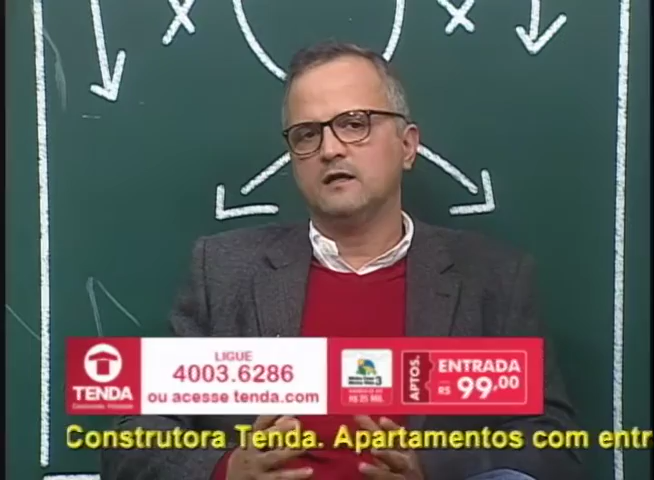 TENDA
LIGUE
4003.6286
ou acesse tenda.com
APTOS.
ENTRADA
R$ 99,00
Construtora Tenda. Apartamentos com entr